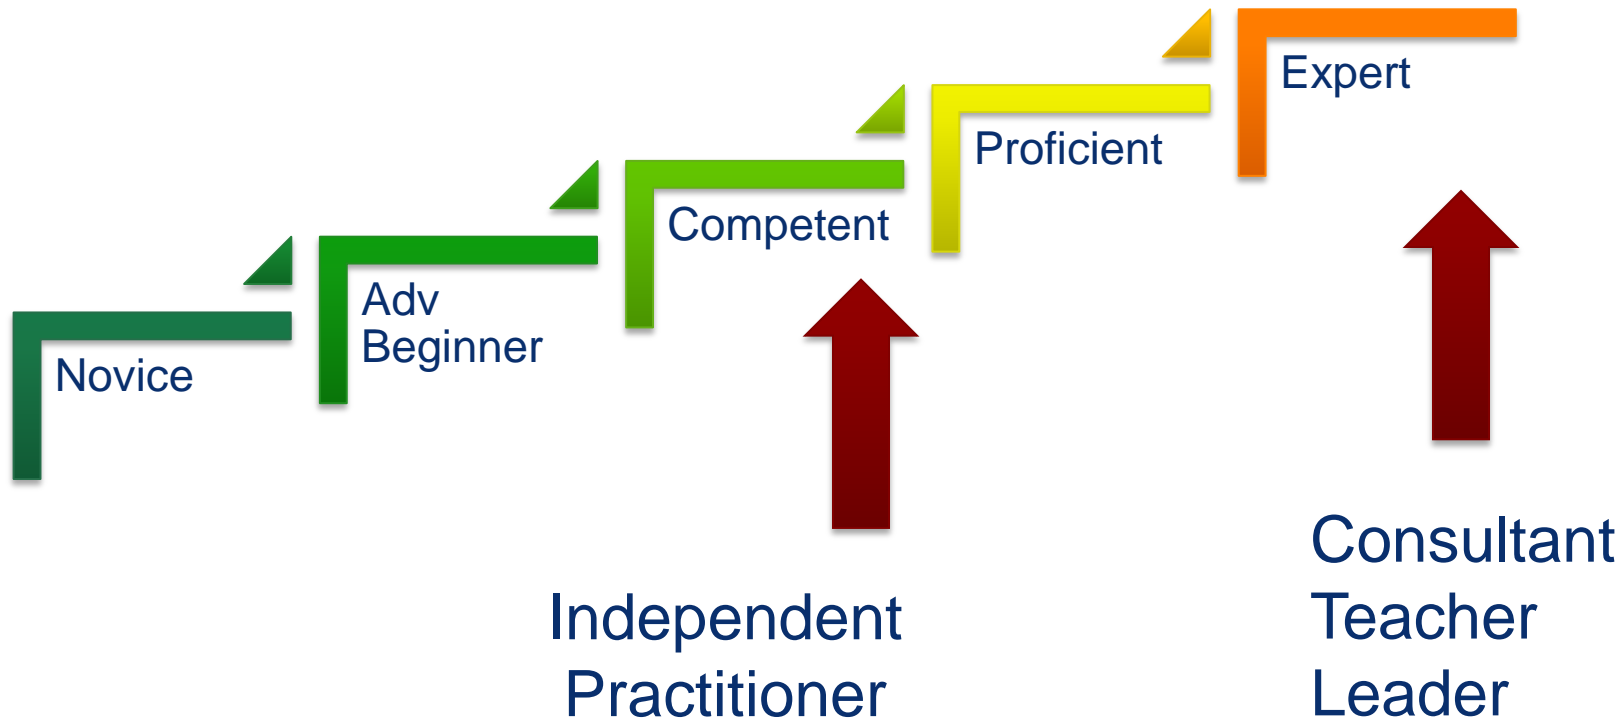 Novice
Adv
Beginner
Competent
Proficient
Expert
Independent
Practitioner
Consultant
Teacher
Leader